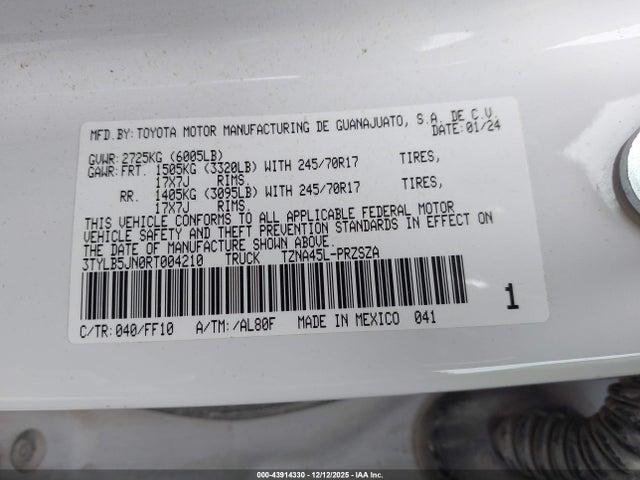 MFD.BY:TOYOTA MOTOR MANUFACTURING DE GUANAJUATO, S.A. DE C.V.
DATE:01/24
GVWR:2725KG (6005LB)
GAWR:FRT. 1505KG (3320LB) WITH 245/70R17 TIRES,
17X7J RIMS,
RR. 1405KG (3095LB) WITH 245/70R17 TIRES,
17X7J RIMS.
THIS VEHICLE CONFORMS TO ALL APPLICABLE FEDERAL MOTOR
VEHICLE SAFETY AND THEFT PREVENTION STANDARDS IN EFFECT ON
THE DATE OF MANUFACTURE SHOWN ABOVE.
3TYLB5JN0RT004210 TRUCK TZNA45L-PRZSZA
1
C/TR:040/FF10 A/TM:/AL80F MADE IN MEXICO 041
000-43914330 - 12/12/2025 - IAA Inc.